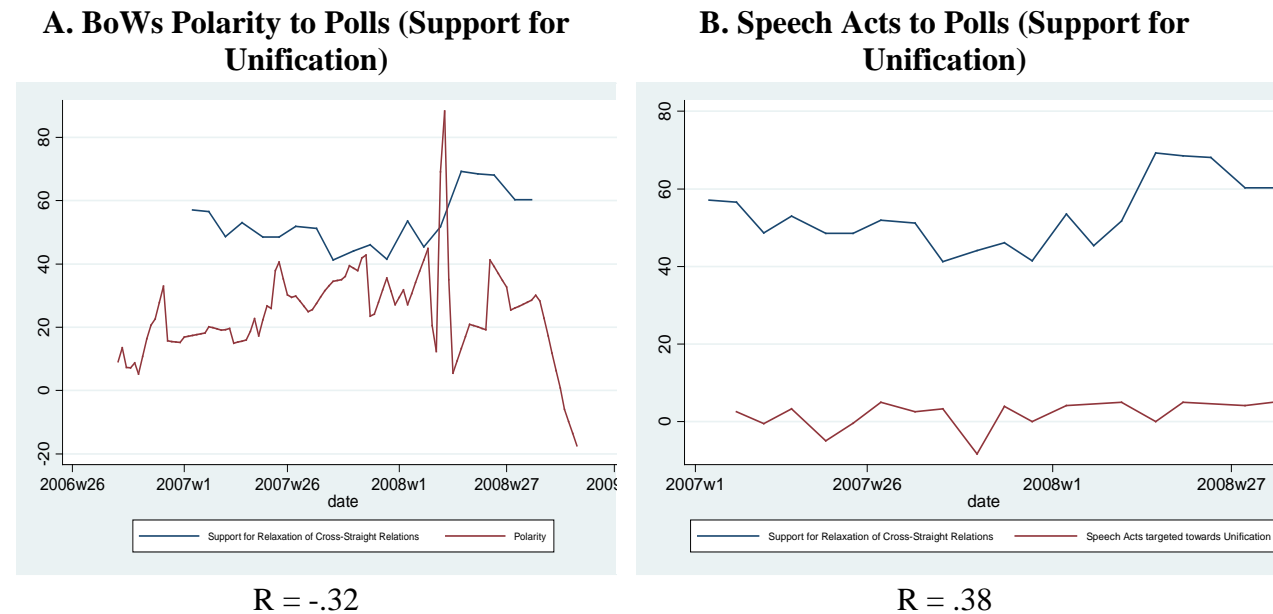 A. BoWs Polarity to Polls (Support for
Unification)
80
60
40
20
0
-20
2006w26
2007w1
2007w26
2008w1
2008w27
2009
date
Support for Relaxation of Cross-Straight Relations
Polarity
R = -.32
B. Speech Acts to Polls (Support for
Unification)
80
60
40
20
0
2007w1
2007w26
2008w1
2008w27
date
Support for Relaxation of Cross-Straight Relations
Speech Acts targeted towards Unification
R = .38